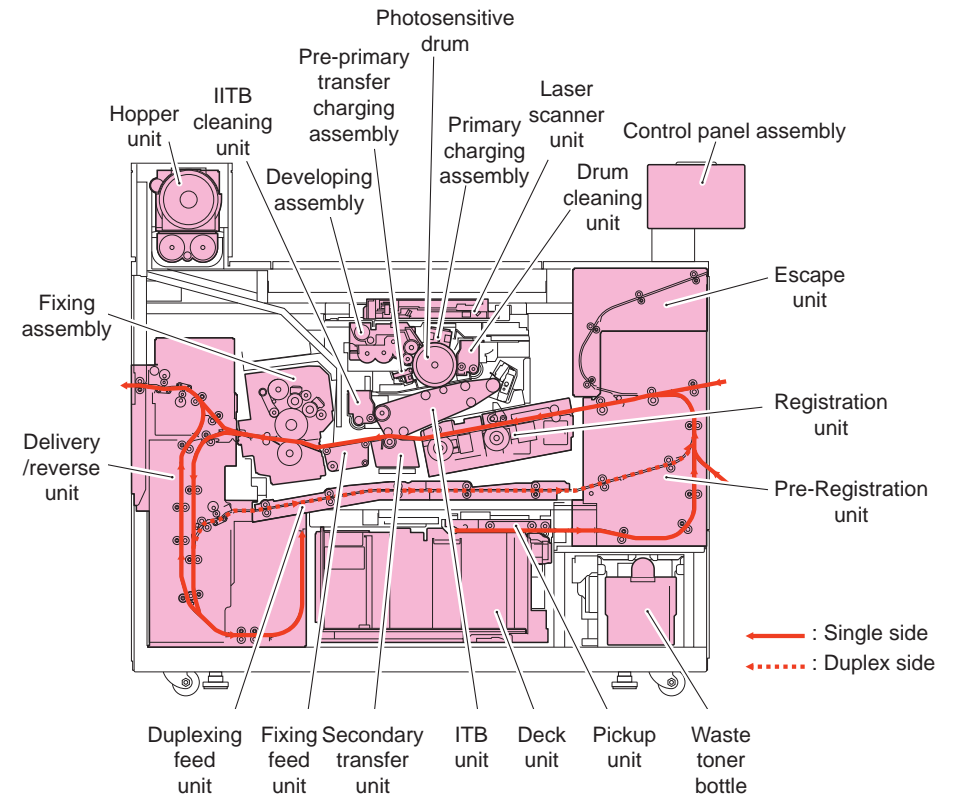 Photosensitive
drum
Pre-primary
transfer
charging
assembly
IITB
cleaning
unit
Laser
scanner
unit
Hopper
unit
Primary
charging
assembly
Control panel assembly
Developing
assembly
Drum
cleaning
unit
Escape
unit
Fixing
assembly
Registration
unit
Delivery
/reverse
unit
Pre-Registration
unit
: Single side
: Duplex side
Duplexing
feed
unit
Fixing
feed
unit
Secondary
transfer
unit
ITB
unit
Deck
unit
Pickup
unit
Waste
toner
bottle